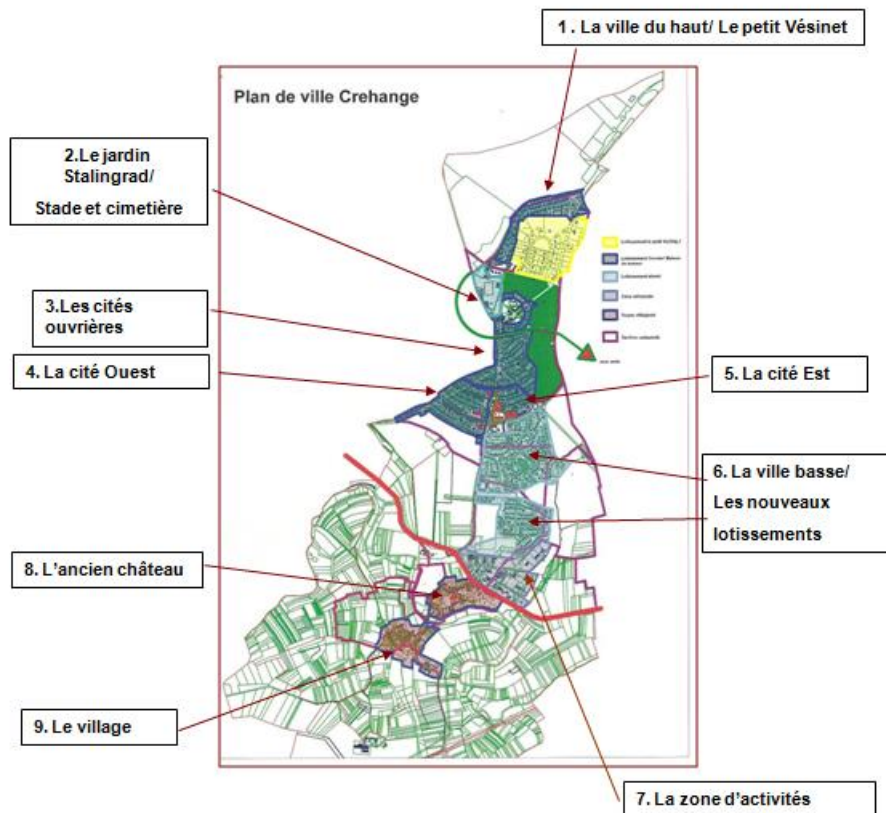 1 . La ville du haut/ Le petit Vésinet
Plan de ville Crehange
2.Le jardin
Stalingrad/
Stade et cimetière
3.Les cités
ouvrières
4. La cité Ouest
5. La cité Est
6. La ville basse/
Les nouveaux
lotissements
8. L'ancien château
9. Le village
7. La zone d'activités